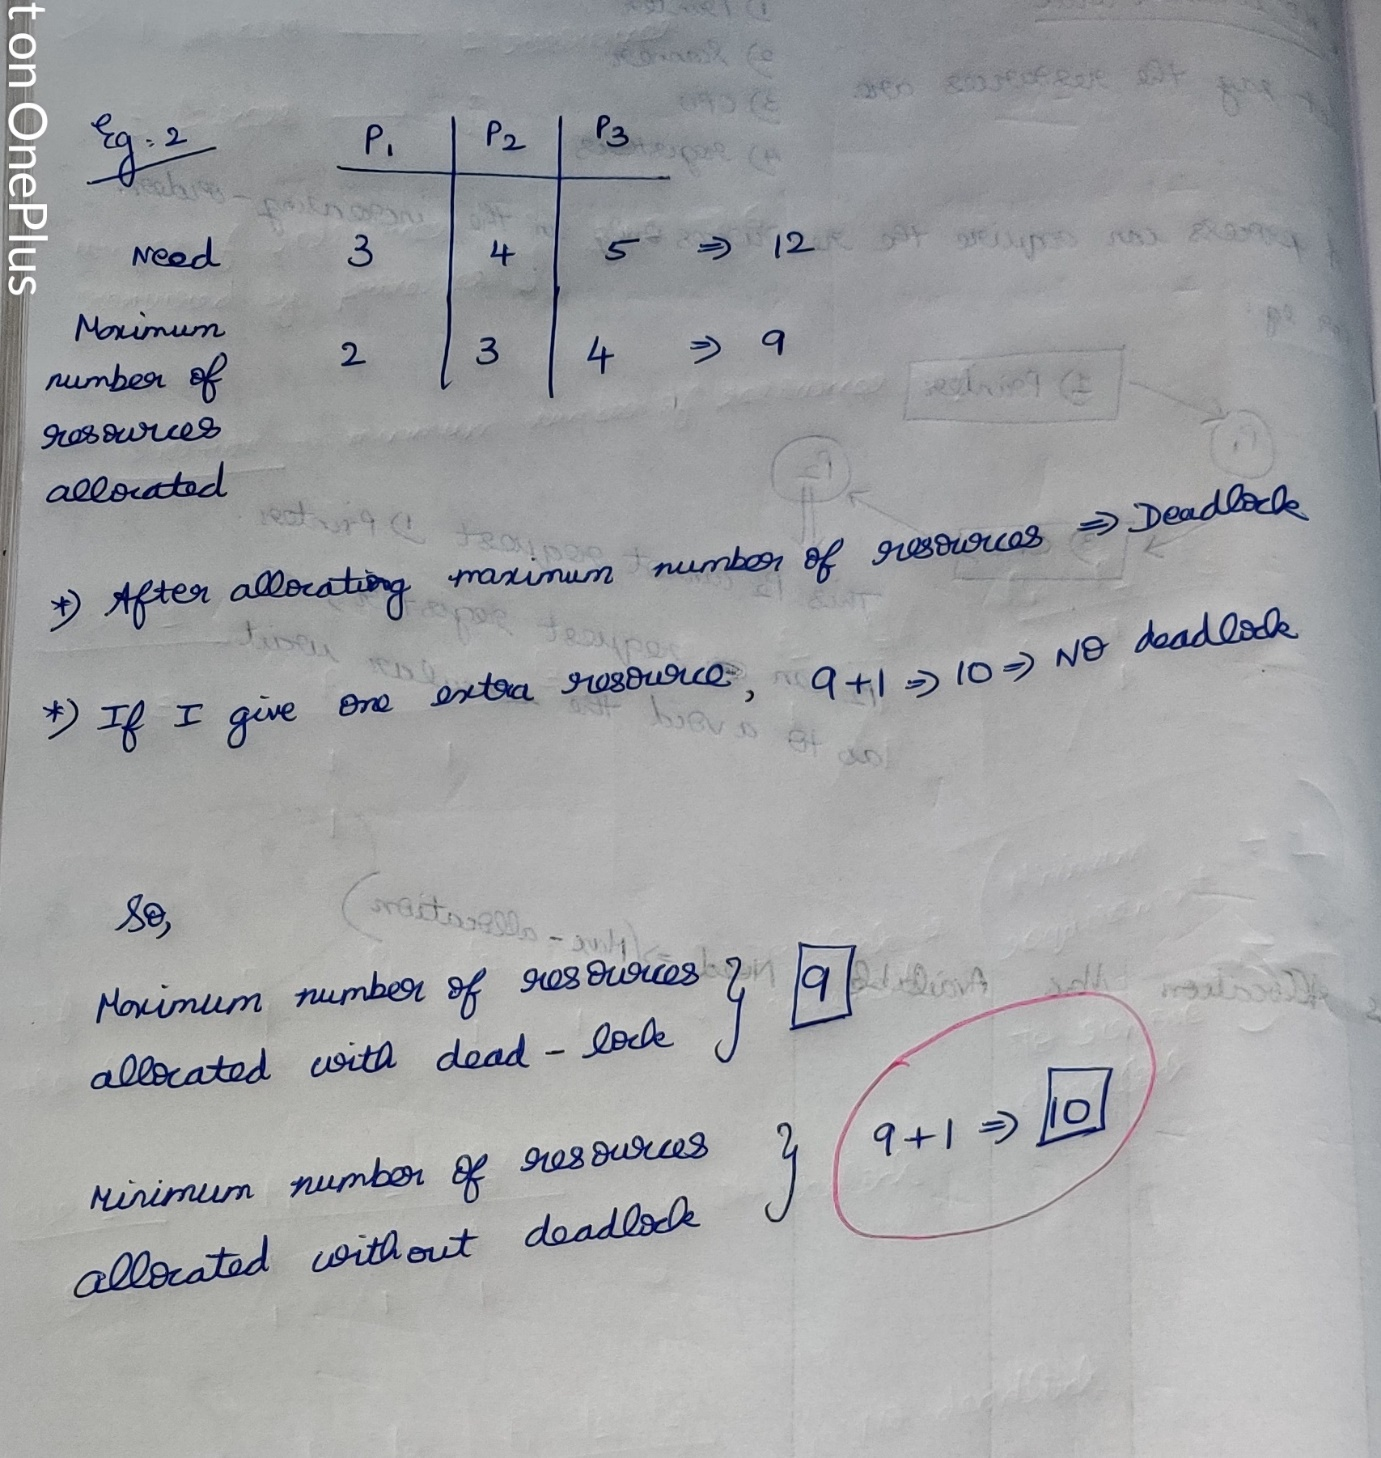 t on OnePlus
Eg:2 P1 P2 P3
Need 3 4 5 ⇒ 12
Maximum
number of 2 3 4 ⇒ 9
resources
allocated
*) After allocating maximum number of resources ⇒ Deadlock
*) If I give one extra resource, 9+1 ⇒ 10 ⇒ NO deadlock
So,
Maximum number of resources } 9
allocated with dead - lock
Minimum number of resources } 9+1 ⇒ 10
allocated without deadlock